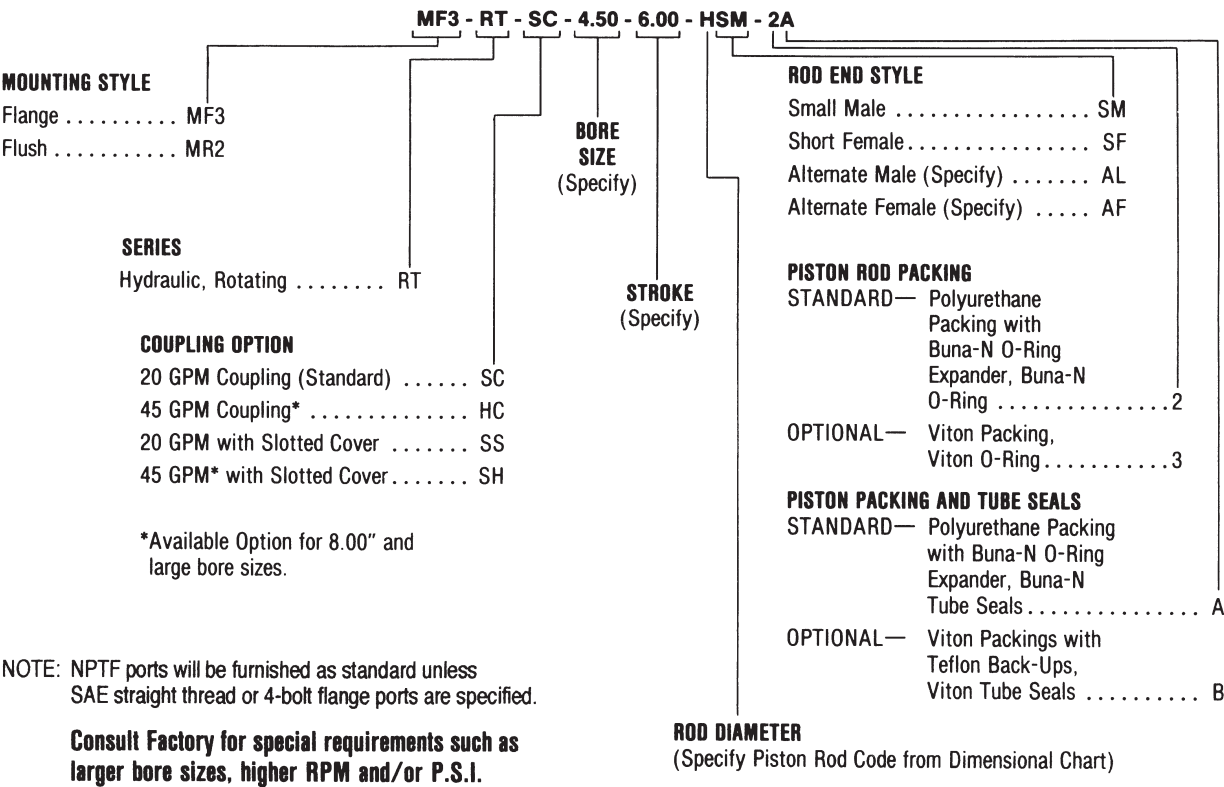 MF3 - RT - SC - 4.50 - 6.00 - HSM - 2A
MOUNTING STYLE
Flange .......... MF3
Flush ........... MR2
SERIES
Hydraulic, Rotating ........ RT
COUPLING OPTION
20 GPM Coupling (Standard) ...... SC
45 GPM Coupling* .............. HC
20 GPM with Slotted Cover ....... SS
45 GPM* with Slotted Cover....... SH
*Available Option for 8.00" and
large bore sizes.
NOTE: NPTF ports will be furnished as standard unless
SAE straight thread or 4-bolt flange ports are specified.
Consult Factory for special requirements such as
larger bore sizes, higher RPM and/or P.S.I.
BORE
SIZE
(Specify)
STROKE
(Specify)
ROD END STYLE
Small Male ................. SM
Short Female................ SF
Alternate Male (Specify) ....... AL
Alternate Female (Specify) ..... AF
PISTON ROD PACKING
STANDARD— Polyurethane
Packing with
Buna-N O-Ring
Expander, Buna-N
O-Ring ...............2
OPTIONAL— Viton Packing,
Viton O-Ring...........3
PISTON PACKING AND TUBE SEALS
STANDARD— Polyurethane Packing
with Buna-N O-Ring
Expander, Buna-N
Tube Seals............... A
OPTIONAL— Viton Packings with
Teflon Back-Ups,
Viton Tube Seals .......... B
ROD DIAMETER
(Specify Piston Rod Code from Dimensional Chart)